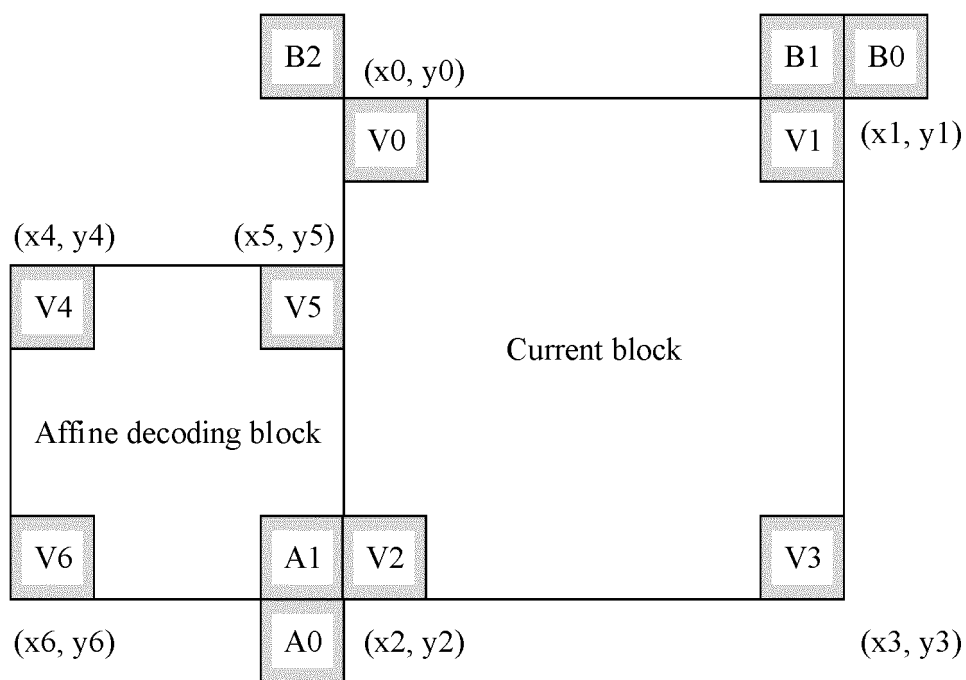 B2
(x0, y0)
B1
B0
V0
V1
(x1, y1)
(x4, y4)
(x5, y5)
V4
V5
Current block
Affine decoding block
V6
A1
V2
V3
(x6, y6)
A0
(x2, y2)
(x3, y3)